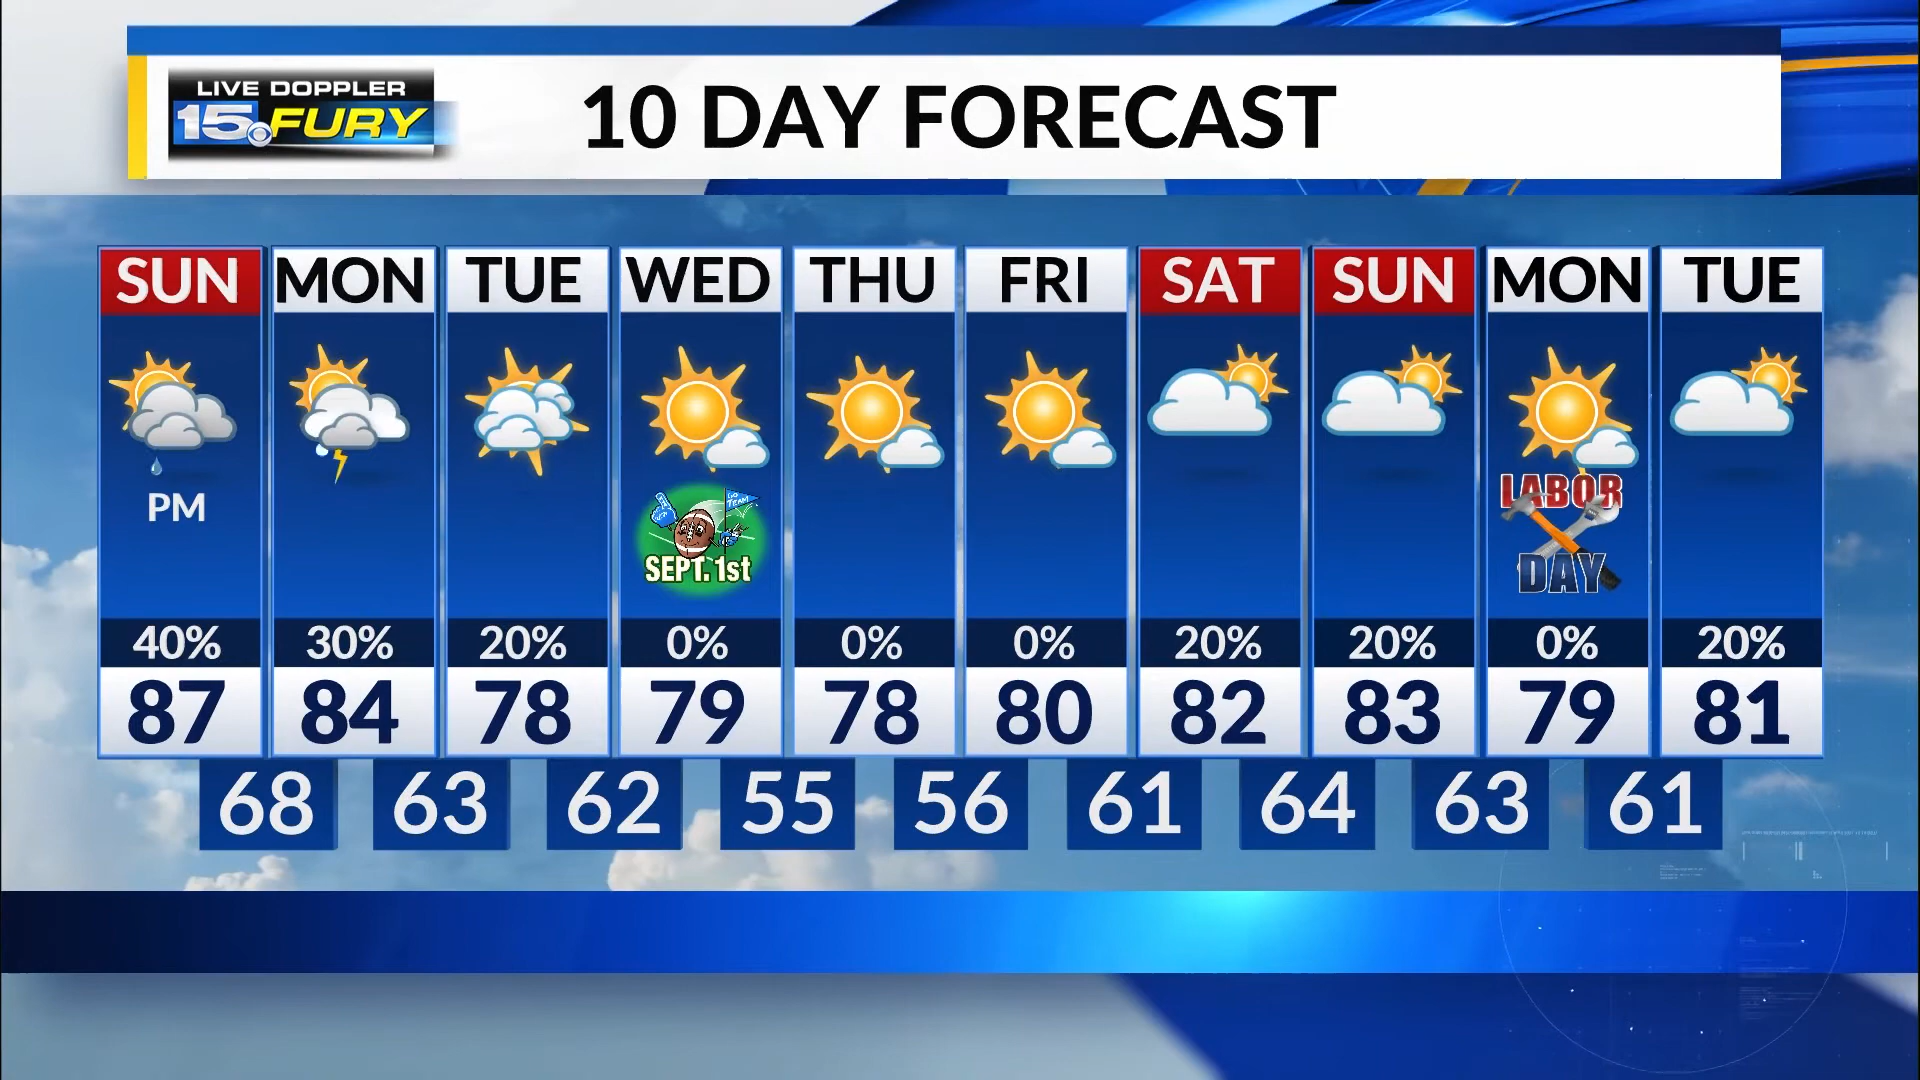 LIVE DOPPLER
15 FURY
10 DAY FORECAST
SUN MON TUE WED THU FRI SAT SUN MON TUE
PM
GO
TEAM
SEPT. 1st
LABOR
DAY
40% 30% 20% 0% 0% 0% 20% 20% 0% 20%
87 84 78 79 78 80 82 83 79 81
68 63 62 55 56 61 64 63 61